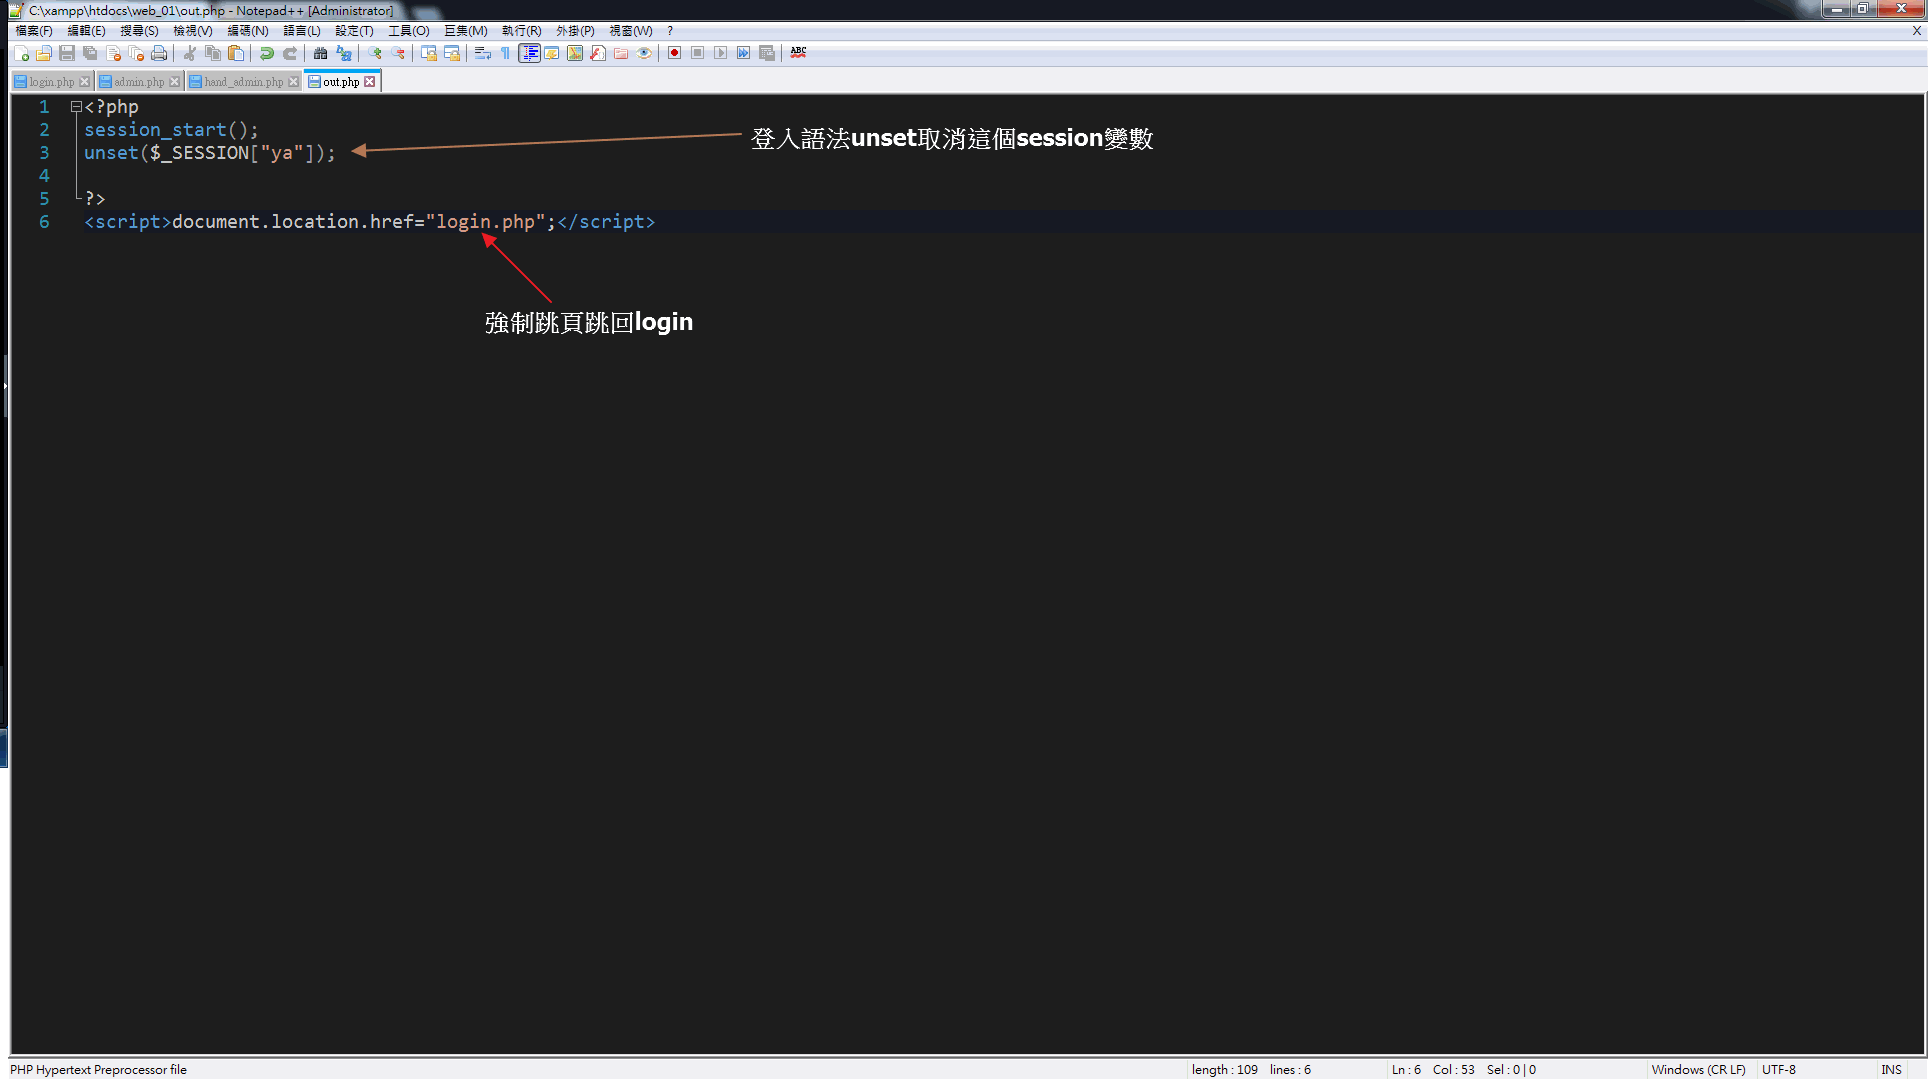 C:\xampp\htdocs\web_01\out.php - Notepad++ [Administrator]
檔案(F) 編輯(E) 搜尋(S) 檢視(V) 編碼(N) 語言(L) 設定(T) 工具(O) 巨集(M) 執行(R) 外掛(P) 視窗(W) ? X
ABC
login.php admin.php hand_admin.php out.php
1 <?php
2 session_start();
3 unset($_SESSION["ya"]);
登入語法unset取消這個session變數
4
5 ?>
6 <script>document.location.href="login.php";</script>
強制跳頁跳回login
PHP Hypertext Preprocessor file length : 109 lines : 6 Ln : 6 Col : 53 Sel : 0 | 0 Windows (CR LF) UTF-8 INS